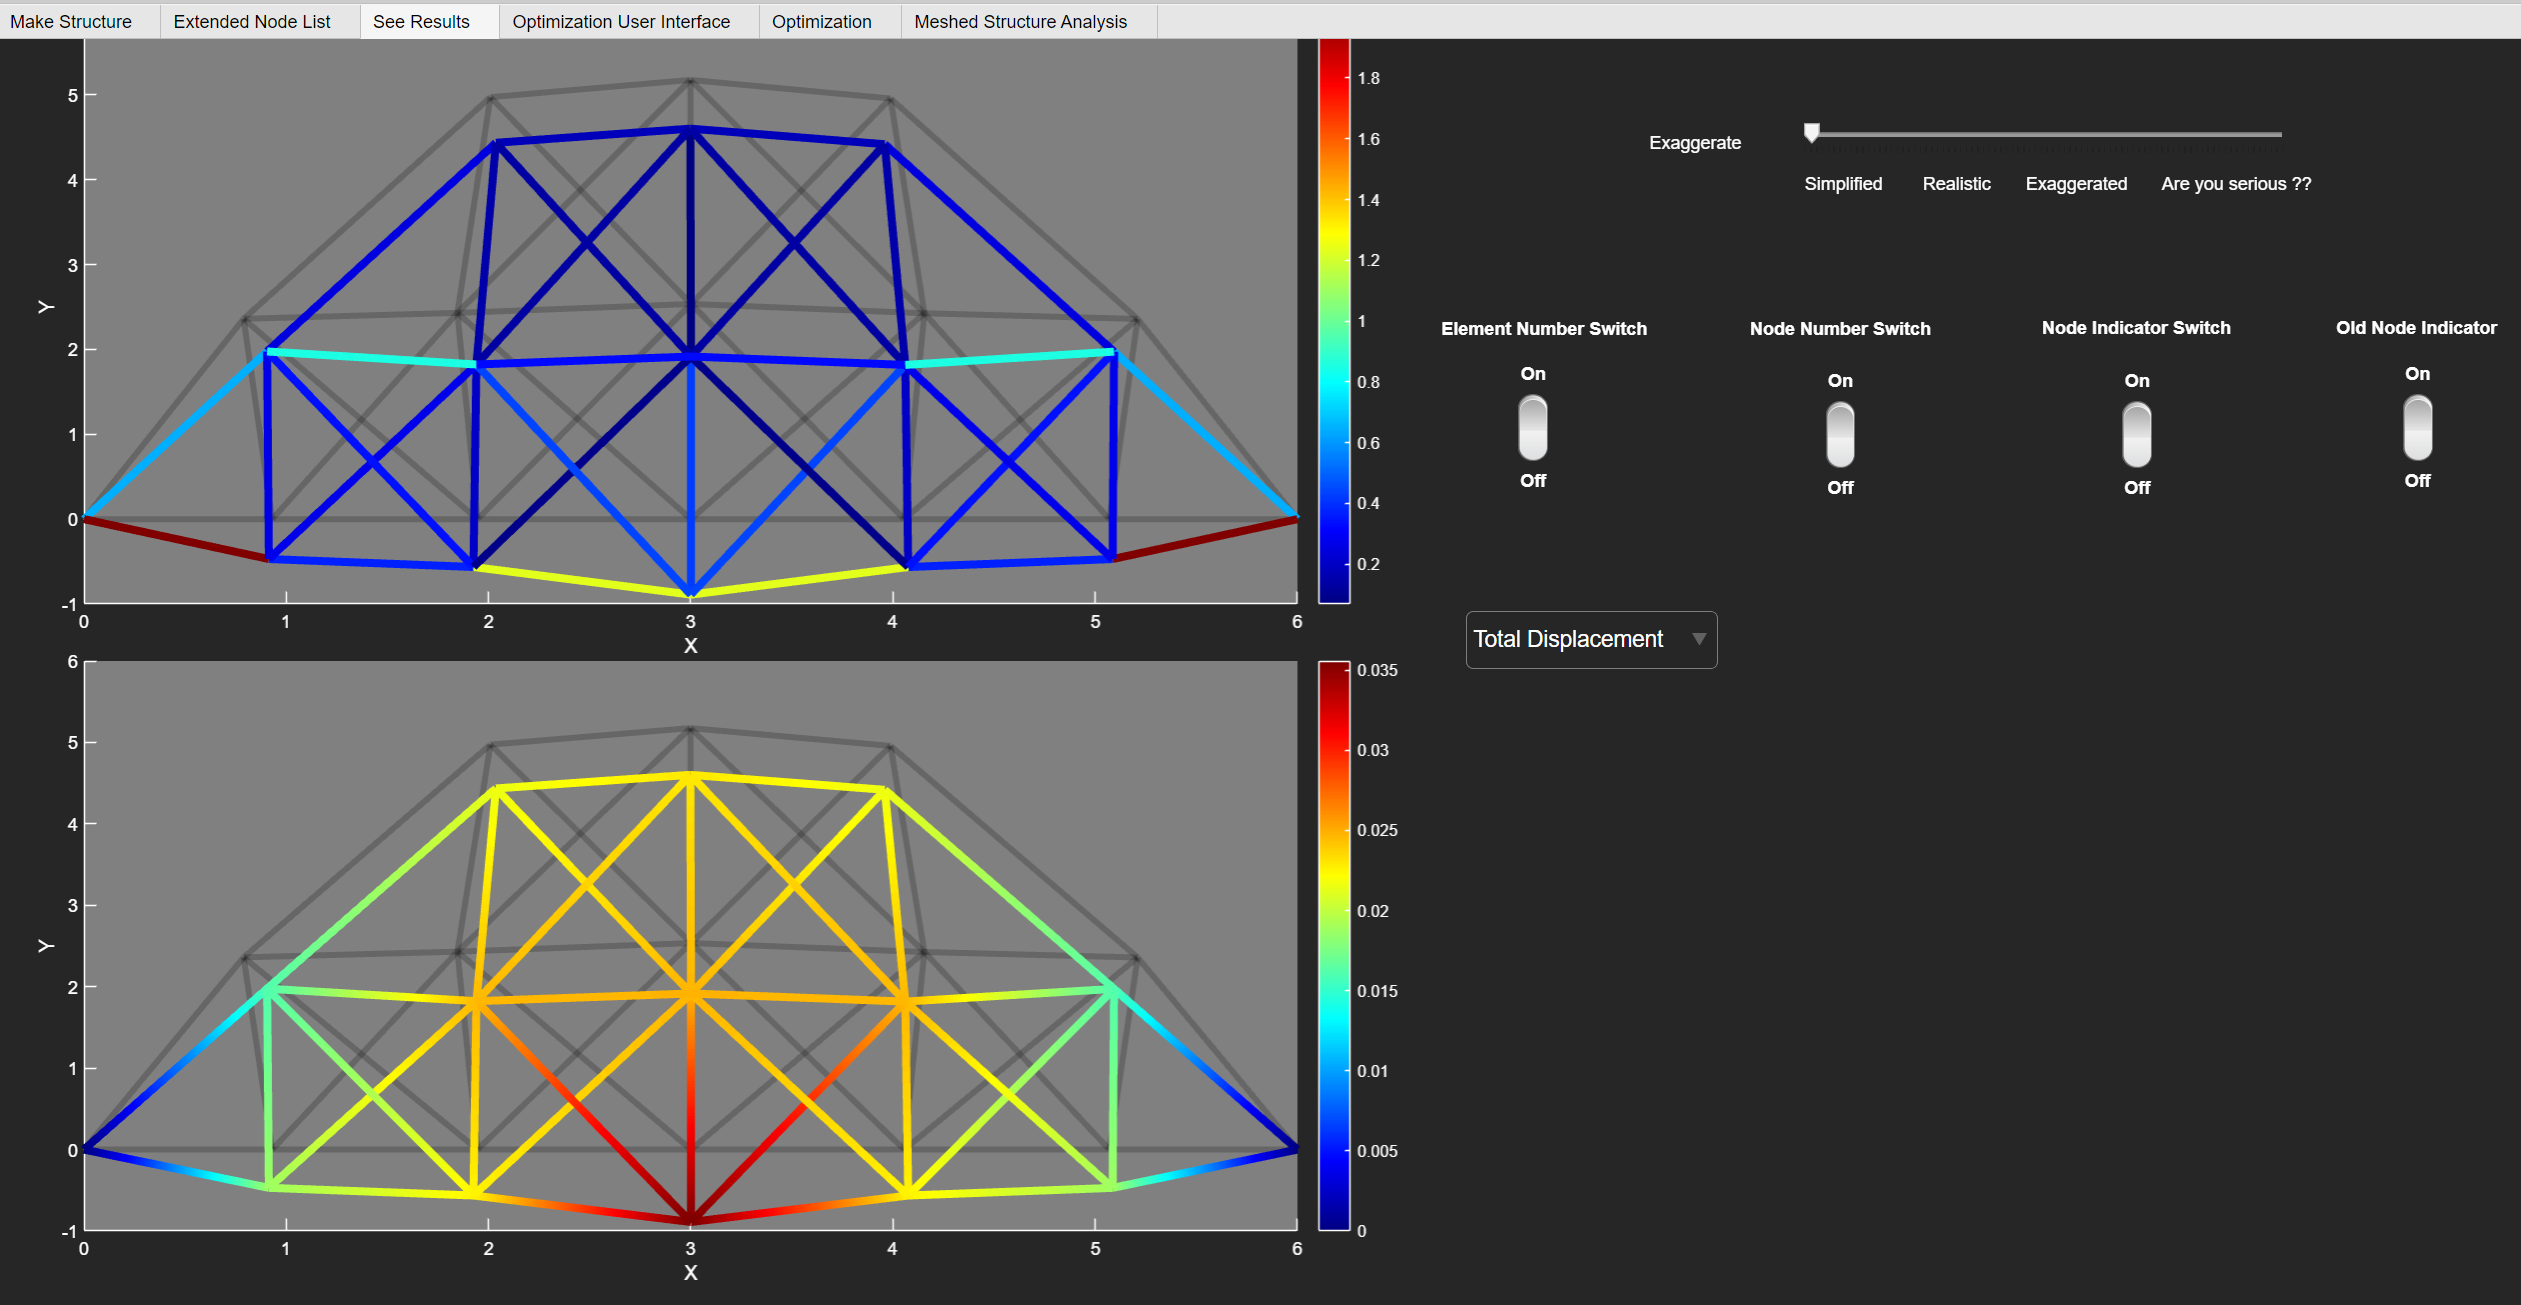 Make Structure Extended Node List See Results Optimization User Interface Optimization Meshed Structure Analysis
5
4
3
2
1
0
-1
Y
0 1 2 3 4 5 6
X
1.8
1.6
1.4
1.2
1
0.8
0.6
0.4
0.2
Exaggerate
Simplified Realistic Exaggerated Are you serious ??
Element Number Switch Node Number Switch Node Indicator Switch Old Node Indicator
On On On On
Off Off Off Off
Total Displacement
6
5
4
3
2
1
0
-1
Y
0 1 2 3 4 5 6
X
0.035
0.03
0.025
0.02
0.015
0.01
0.005
0